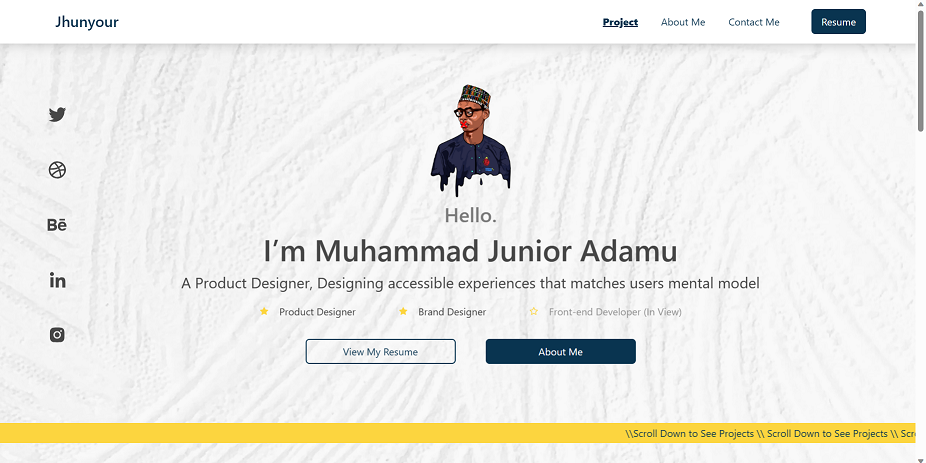 Jhunyour
Project About Me Contact Me Resume
Bē
in
Hello.
I’m Muhammad Junior Adamu
A Product Designer, Designing accessible experiences that matches users mental model
Product Designer Brand Designer Front-end Developer (In View)
View My Resume About Me
\\Scroll Down to See Projects \\ Scroll Down to See Projects \\ Scr